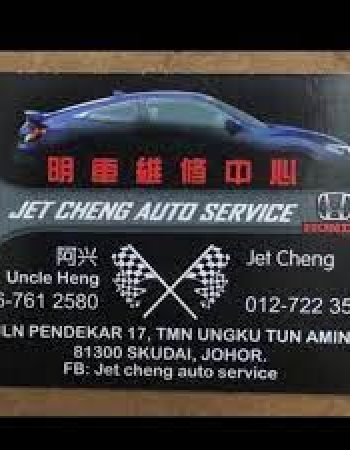 明車維修中心
JET CHENG AUTO SERVICE
HONDA
阿兴 Jet Cheng
Uncle Heng
6-761 2580 012-722 35
JLN PENDEKAR 17, TMN UNGKU TUN AMIN
81300 SKUDAI, JOHOR.
FB: Jet cheng auto service